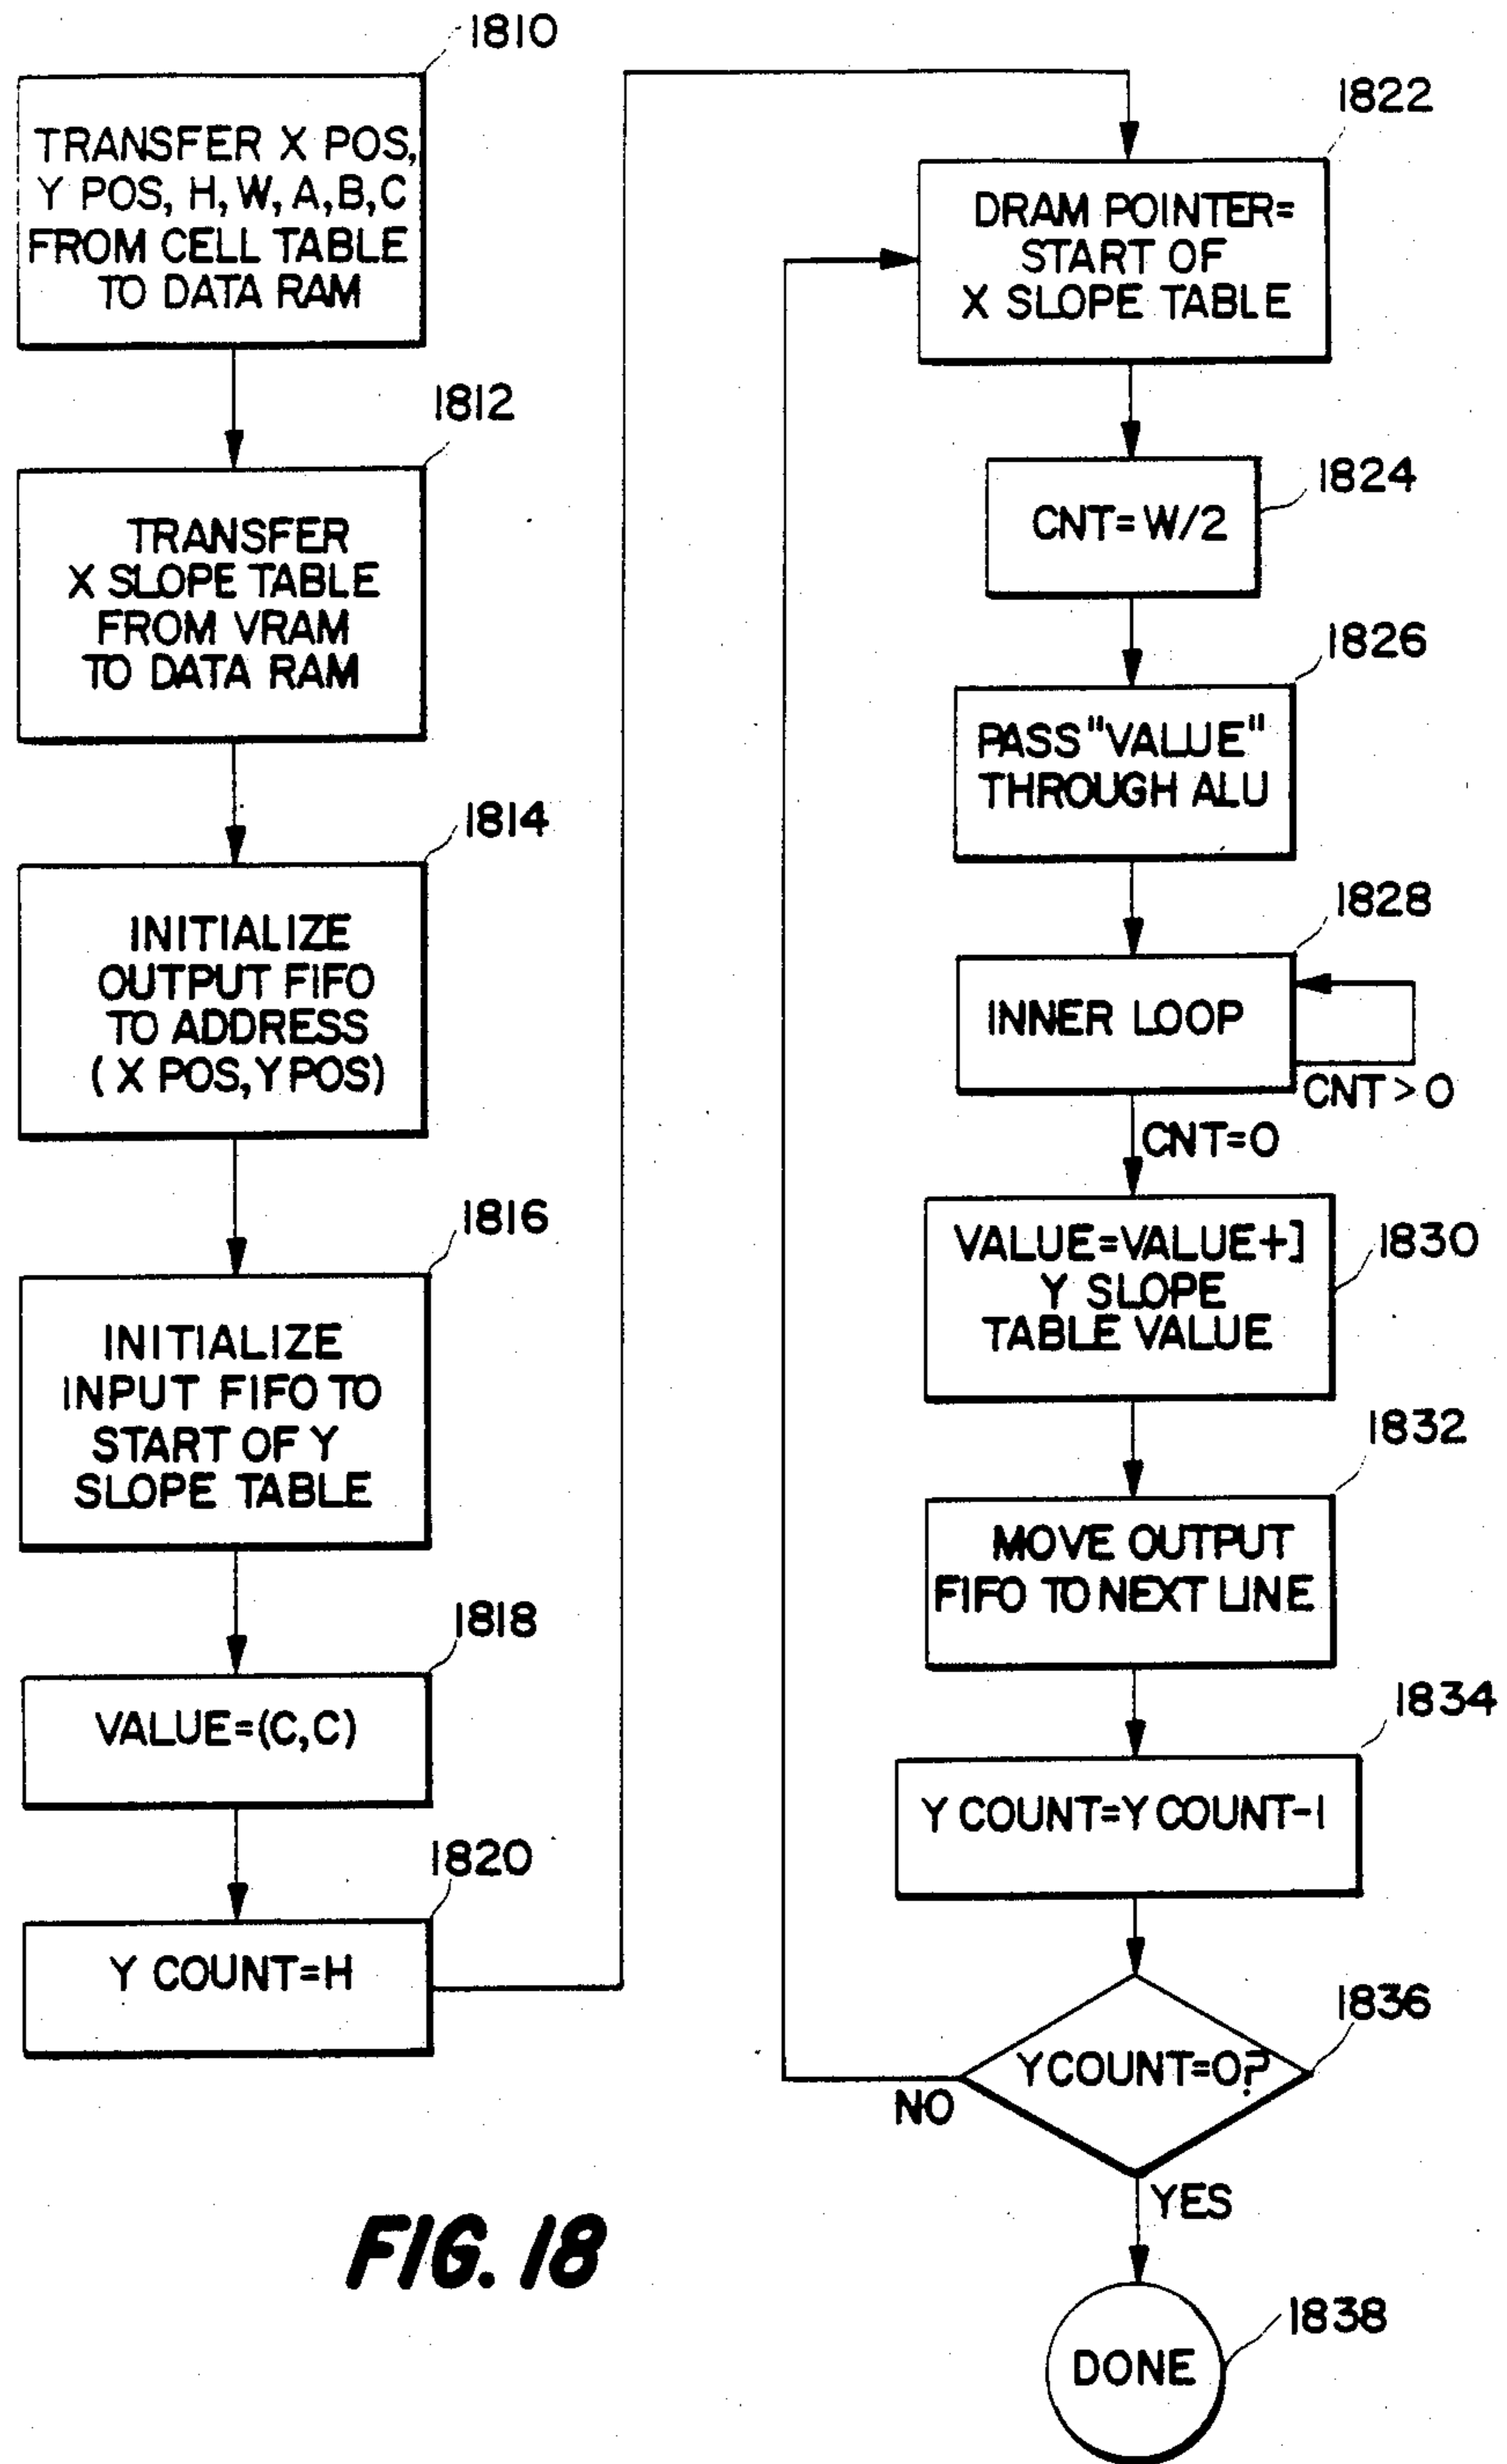 1810
TRANSFER X POS,
Y POS, H, W, A, B, C
FROM CELL TABLE
TO DATA RAM
1812
TRANSFER
X SLOPE TABLE
FROM VRAM
TO DATA RAM
1814
INITIALIZE
OUTPUT FIFO
TO ADDRESS
( X POS, Y POS)
1816
INITIALIZE
INPUT FIFO TO
START OF Y
SLOPE TABLE
1818
VALUE=(C,C)
1820
Y COUNT=H
1822
DRAM POINTER=
START OF
X SLOPE TABLE
1824
CNT=W/2
1826
PASS "VALUE"
THROUGH ALU
1828
INNER LOOP
CNT > 0
CNT=0
1830
VALUE=VALUE+]
Y SLOPE
TABLE VALUE
1832
MOVE OUTPUT
FIFO TO NEXT LINE
1834
Y COUNT=Y COUNT-1
1836
Y COUNT=0?
NO
YES
1838
DONE
FIG. 18